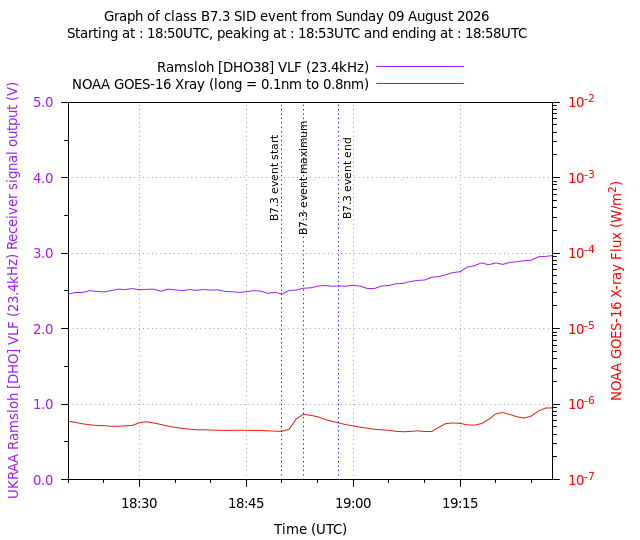 Graph of class B7.3 SID event from Sunday 09 August 2026
Starting at : 18:50UTC, peaking at : 18:53UTC and ending at : 18:58UTC
Ramsloh [DHO38] VLF (23.4kHz)
NOAA GOES-16 Xray (long = 0.1nm to 0.8nm)
UKRAA Ramsloh [DHO] VLF (23.4kHz) Receiver signal output (V)
5.0
4.0
3.0
2.0
1.0
0.0
B7.3 event start
B7.3 event maximum
B7.3 event end
10-2
10-3
10-4
10-5
10-6
10-7
NOAA GOES-16 X-ray Flux (W/m2)
18:30
18:45
19:00
19:15
Time (UTC)